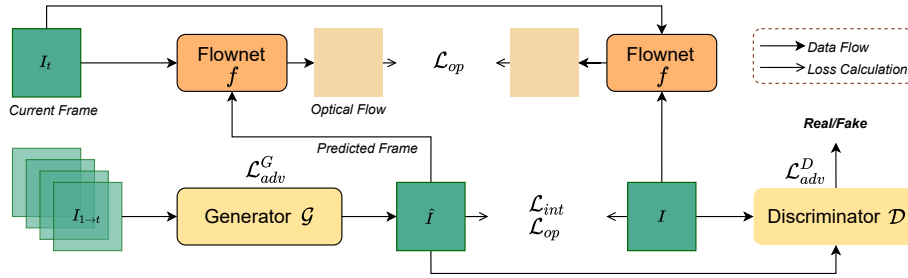 I_t
Current Frame
Flownet
f
Optical Flow
ℒ_op
Flownet
f
Data Flow
Loss Calculation
Predicted Frame
Real/Fake
I_{1→t}
ℒ^G_adv
Generator 𝒢
Î
ℒ_int
ℒ_op
I
ℒ^D_adv
Discriminator 𝒟